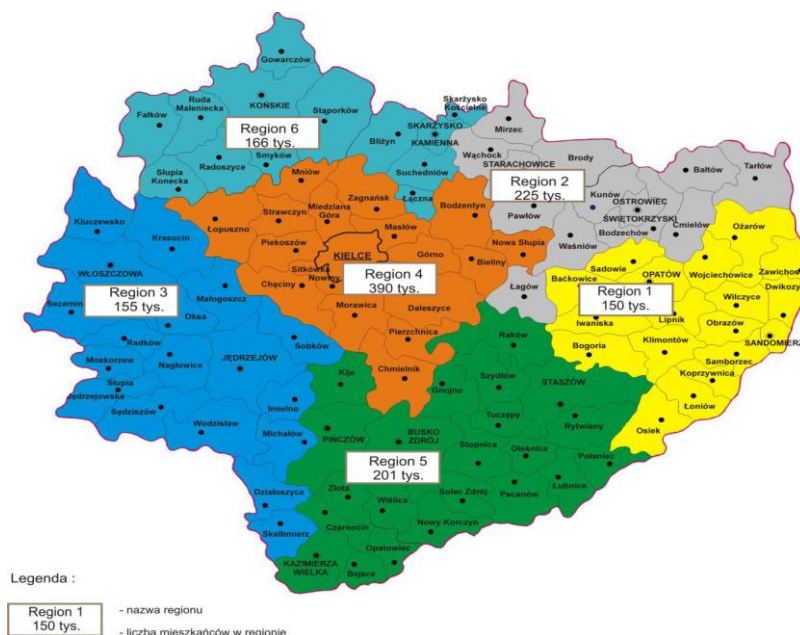 Gowarczów
Ruda
Maleniecka
KOŃSKIE
Fałków
Stąporków
Region 6
166 tys.
Smyków
Radoszyce
Słupia
Konecka
Skarżysko
Kościelne
Bliżyn
SKARŻYSKO
KAMIENNA
Suchedniów
Łączna
Mirzec
Wąchock
STARACHOWICE
Brody
Region 2
225 tys.
Kunów
OSTROWIEC
ŚWIĘTOKRZYSKI
Bałtów
Tarłów
Pawłów
Waśniów
Bodzechów
Ćmielów
Łagów
Mniów
Zagnańsk
Bodzentyn
Strawczyn
Miedziana
Góra
Łopuszno
Masłów
Piekoszów
KIELCE
Górno
Bieliny
Nowa Słupia
Sitkówka
Nowiny
Region 4
390 tys.
Chęciny
Morawica
Daleszyce
Pierzchnica
Chmielnik
Kluczewsko
Krasocin
WŁOSZCZOWA
Region 3
155 tys.
Małogoszcz
Secemin
Oksa
Radków
Moskorzew
Nagłowice
JĘDRZEJÓW
Sobków
Słupia
Jędrzejowska
Sędziszów
Imielno
Wodzisław
Michałów
Działoszyce
Skalbmierz
Ożarów
Sadowie
OPATÓW
Wojciechowice
Zawichos
Baćkowice
Region 1
150 tys.
Wilczyce
Dwikozy
Iwaniska
Lipnik
Obrazów
Bogoria
Klimontów
SANDOMIERZ
Samborzec
Koprzywnica
Łoniów
Osiek
Raków
Kije
Gnojno
Szydłów
STASZÓW
Tuczępy
Rytwiany
PIŃCZÓW
BUSKO
ZDRÓJ
Stopnica
Oleśnica
Połaniec
Region 5
201 tys.
Łubnice
Pacanów
Złota
Wiślica
Solec Zdrój
Czarnocin
Nowy Korczyn
KAZIMIERZA
WIELKA
Opatowiec
Bejsce
Legenda :
Region 1
150 tys.
- nazwa regionu
- liczba mieszkańców w regionie